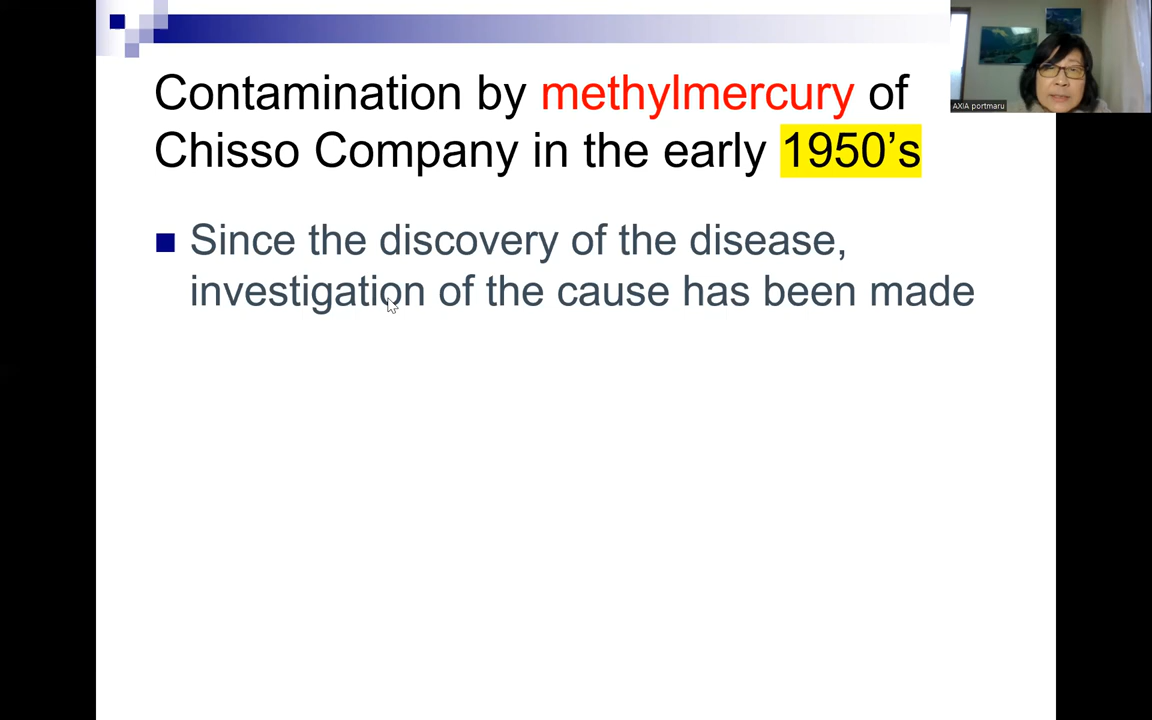 Contamination by methylmercury of
Chisso Company in the early 1950’s
Since the discovery of the disease,
investigation of the cause has been made
AXIA portmaru